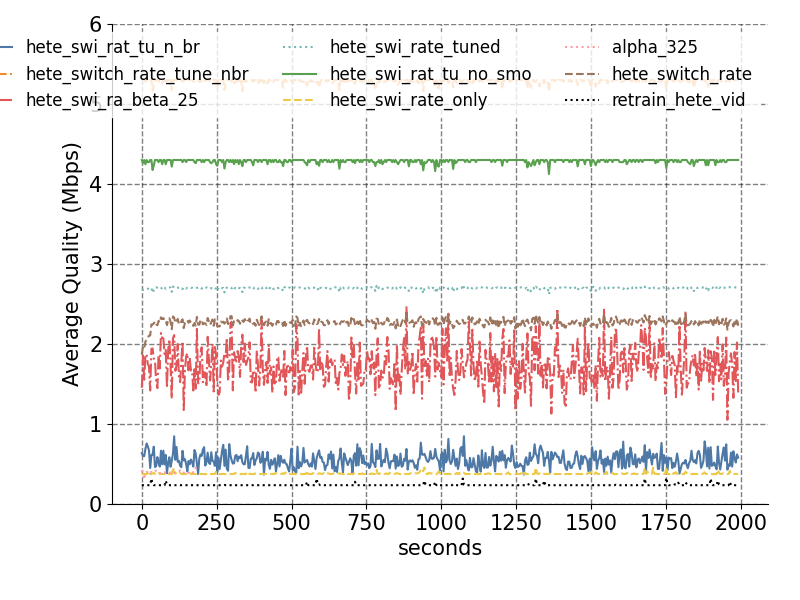 6
hete_swi_rat_tu_n_br hete_swi_rate_tuned alpha_325
hete_switch_rate_tune_nbr hete_swi_rat_tu_no_smo hete_switch_rate
hete_swi_ra_beta_25 hete_swi_rate_only retrain_hete_vid
5
4
3
2
1
0
Average Quality (Mbps)
0 250 500 750 1000 1250 1500 1750 2000
seconds